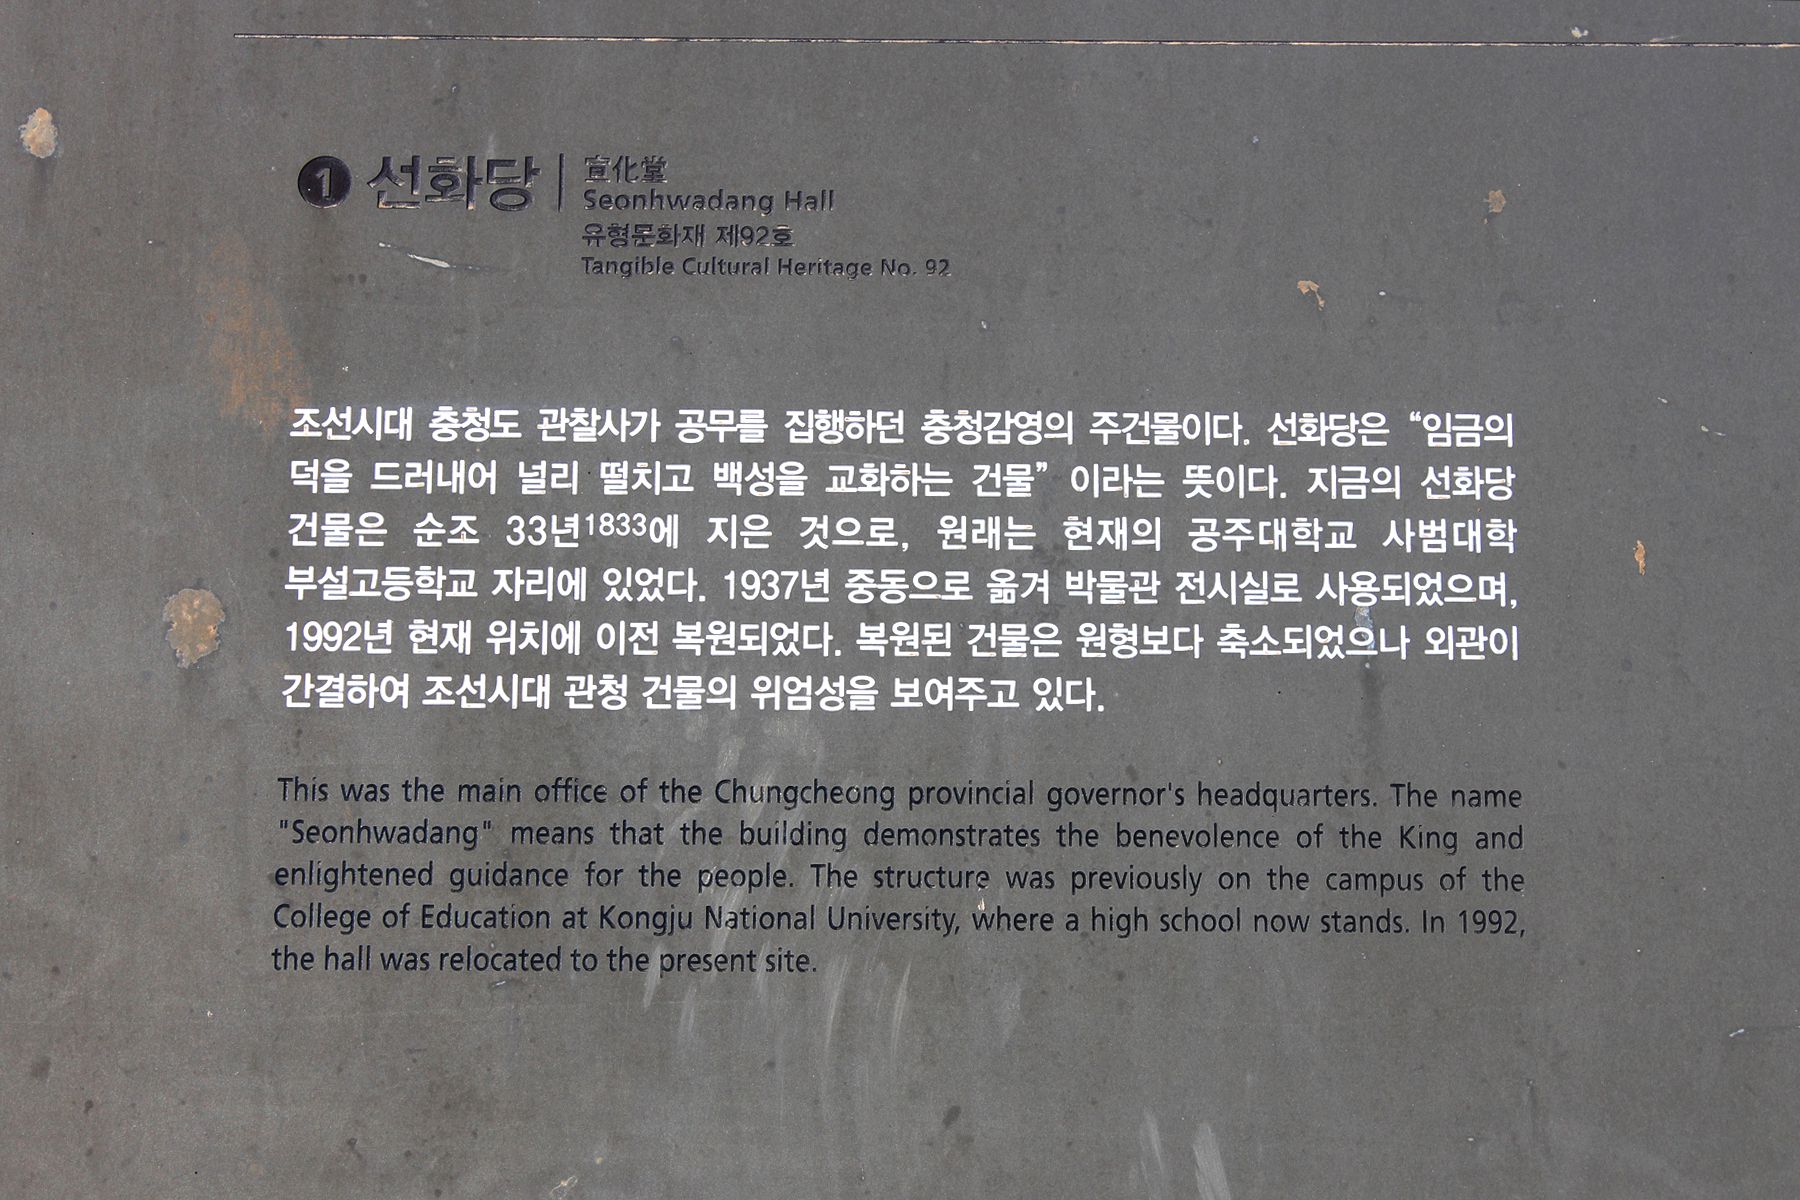 1 선화당
宣化堂
Seonhwadang Hall
유형문화재 제92호
Tangible Cultural Heritage No. 92
조선시대 충청도 관찰사가 공무를 집행하던 충청감영의 주건물이다. 선화당은 “임금의
덕을 드러내어 널리 떨치고 백성을 교화하는 건물” 이라는 뜻이다. 지금의 선화당
건물은 순조 33년1833에 지은 것으로, 원래는 현재의 공주대학교 사범대학
부설고등학교 자리에 있었다. 1937년 중동으로 옮겨 박물관 전시실로 사용되었으며,
1992년 현재 위치에 이전 복원되었다. 복원된 건물은 원형보다 축소되었으나 외관이
간결하여 조선시대 관청 건물의 위엄성을 보여주고 있다.
This was the main office of the Chungcheong provincial governor's headquarters. The name
"Seonhwadang" means that the building demonstrates the benevolence of the King and
enlightened guidance for the people. The structure was previously on the campus of the
College of Education at Kongju National University, where a high school now stands. In 1992,
the hall was relocated to the present site.